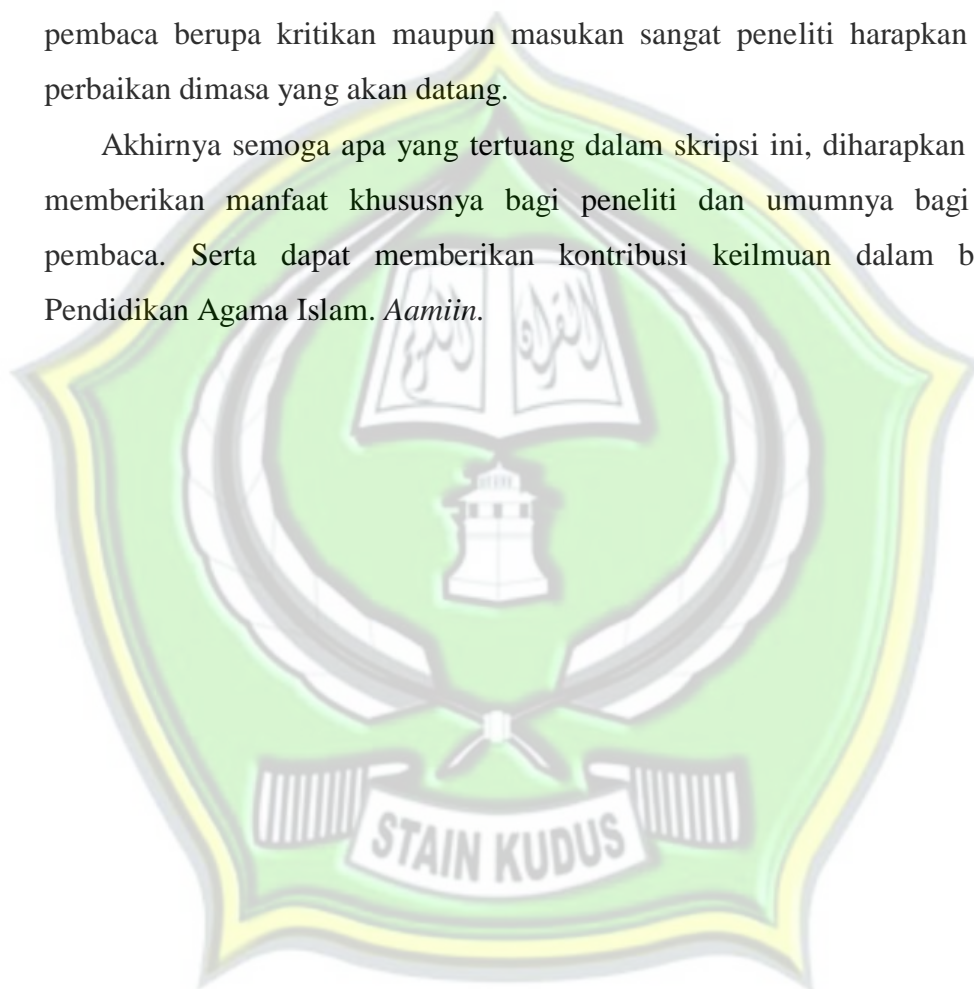 pembaca berupa kritikan maupun masukan sangat peneliti harapkan
perbaikan dimasa yang akan datang.
Akhirnya semoga apa yang tertuang dalam skripsi ini, diharapkan
memberikan manfaat khususnya bagi peneliti dan umumnya bagi
pembaca. Serta dapat memberikan kontribusi keilmuan dalam b
Pendidikan Agama Islam. Aamiin.
STAIN KUDUS